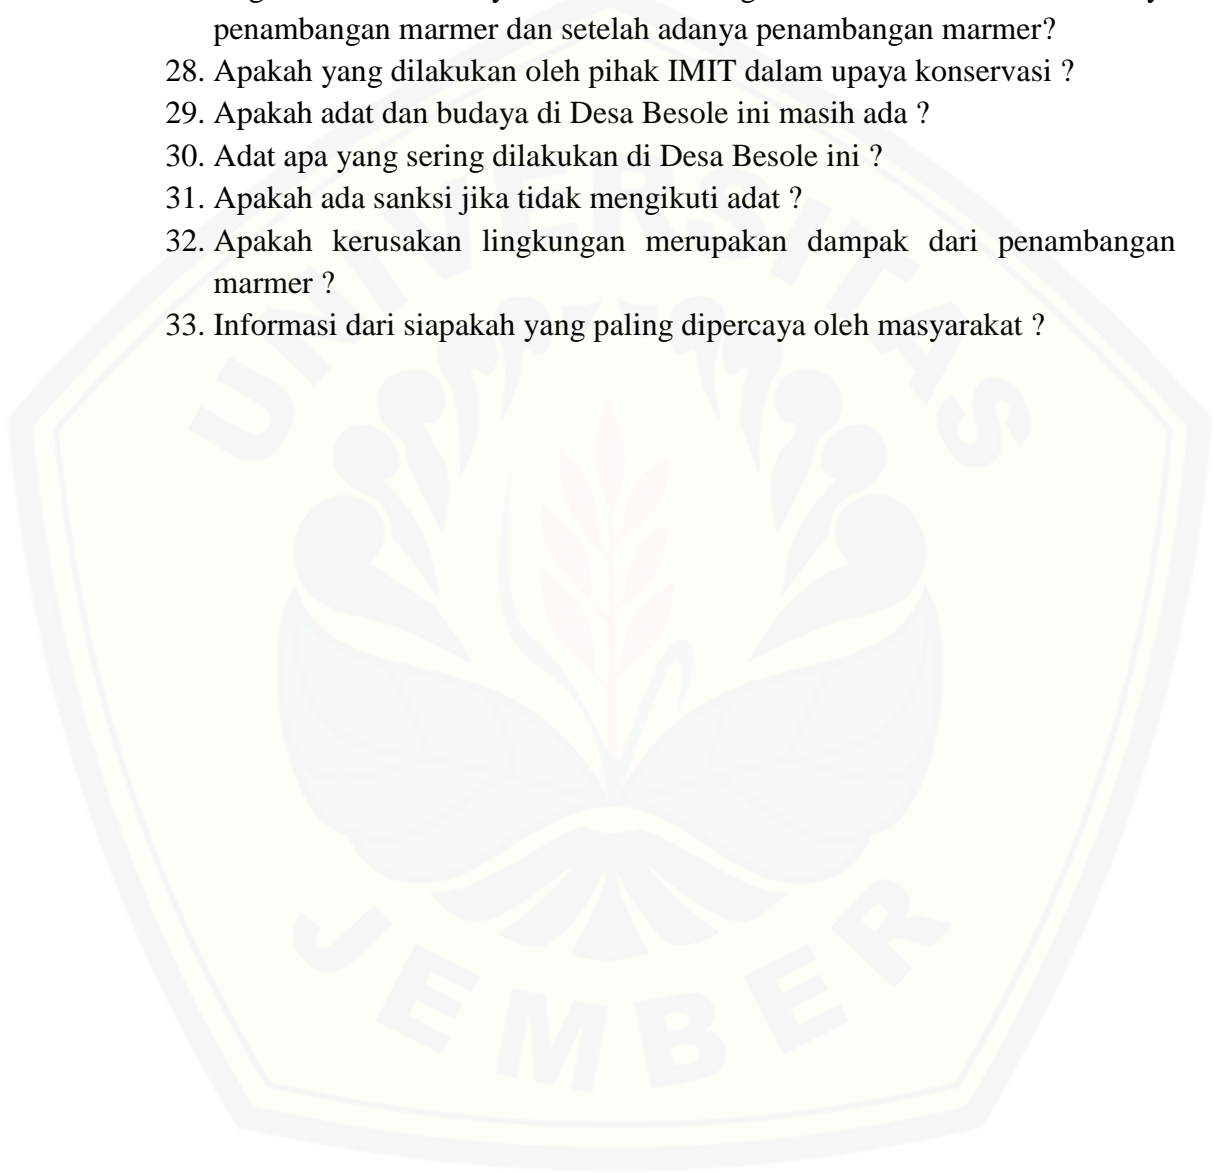 penambangan marmer dan setelah adanya penambangan marmer?
28. Apakah yang dilakukan oleh pihak IMIT dalam upaya konservasi ?
29. Apakah adat dan budaya di Desa Besole ini masih ada ?
30. Adat apa yang sering dilakukan di Desa Besole ini ?
31. Apakah ada sanksi jika tidak mengikuti adat ?
32. Apakah kerusakan lingkungan merupakan dampak dari penambangan
marmer ?
33. Informasi dari siapakah yang paling dipercaya oleh masyarakat ?
UNIVERSITAS
JEMBER